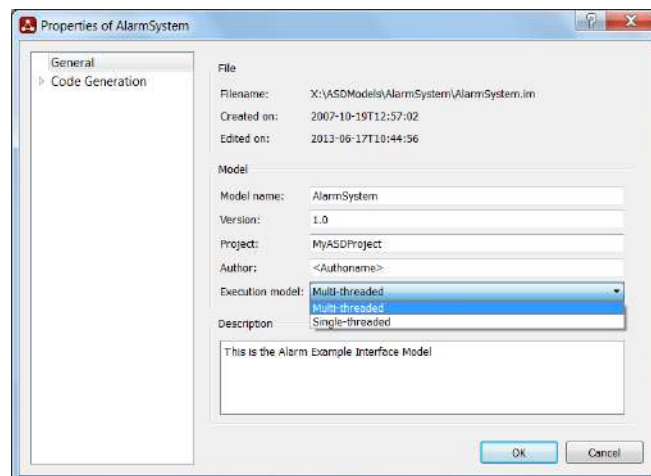 Properties of AlarmSystem
General
Code Generation
File
Filename: X:\ASDModels\AlarmSystem\AlarmSystem.im
Created on: 2007-10-19T12:57:02
Edited on: 2013-06-17T10:44:56
Model
Model name: AlarmSystem
Version: 1.0
Project: MyASDProject
Author: <Authoname>
Execution model: Multi-threaded
Multi-threaded
Single-threaded
Description
This is the Alarm Example Interface Model
OK Cancel